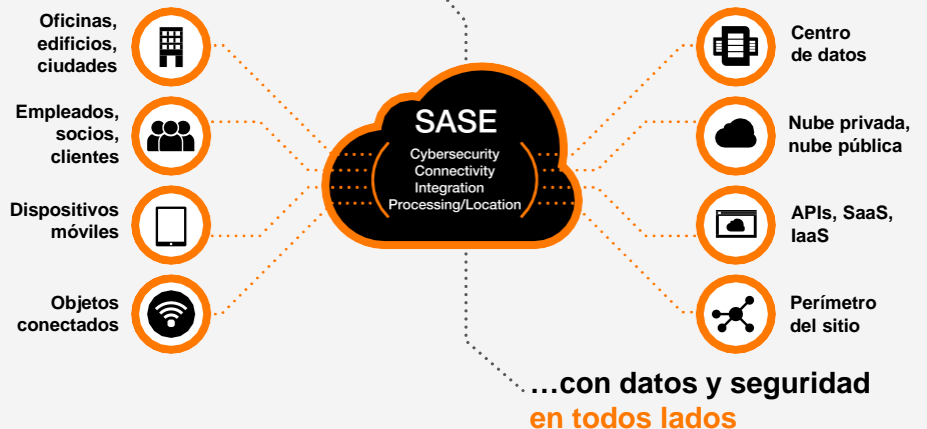 Oficinas,
edificios,
ciudades
Empleados,
socios,
clientes
Dispositivos
móviles
Objetos
conectados
SASE
Cybersecurity
Connectivity
Integration
Processing/Location
Centro
de datos
Nube privada,
nube pública
APIs, SaaS,
IaaS
Perímetro
del sitio
…con datos y seguridad
en todos lados